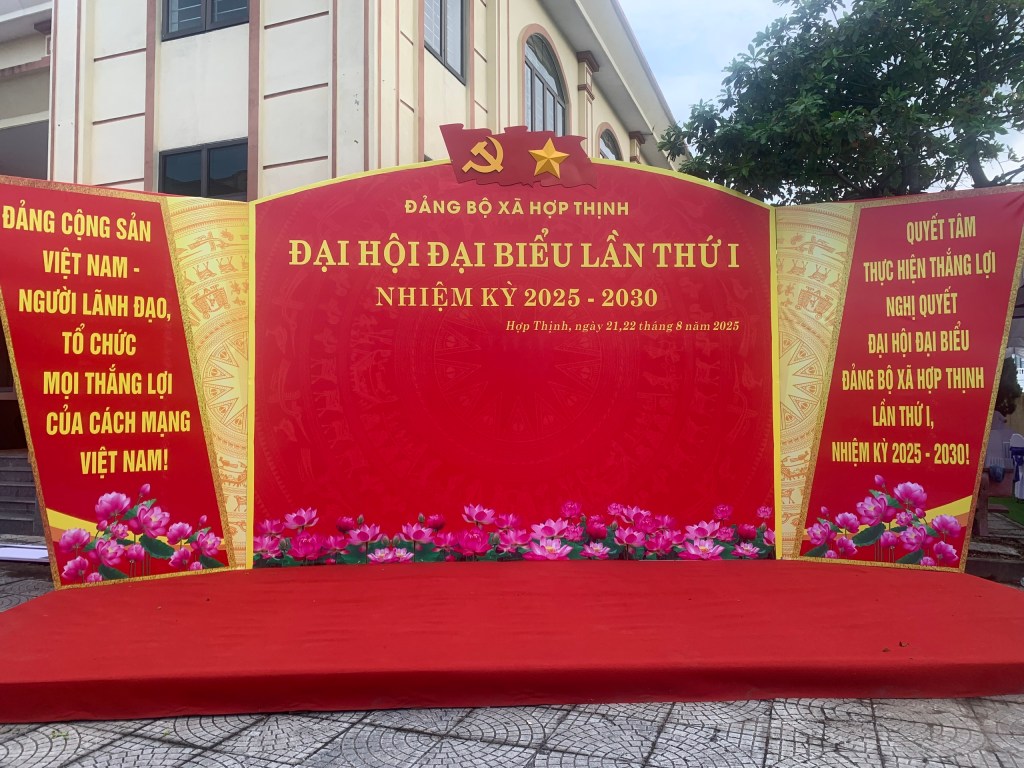 ĐẢNG CỘNG SẢN
VIỆT NAM -
NGƯỜI LÃNH ĐẠO,
TỔ CHỨC
MỌI THẮNG LỢI
CỦA CÁCH MẠNG
VIỆT NAM!
ĐẢNG BỘ XÃ HỢP THỊNH
ĐẠI HỘI ĐẠI BIỂU LẦN THỨ I
NHIỆM KỲ 2025 - 2030
Hợp Thịnh, ngày 21,22 tháng 8 năm 2025
QUYẾT TÂM
THỰC HIỆN THẮNG LỢI
NGHỊ QUYẾT
ĐẠI HỘI ĐẠI BIỂU
ĐẢNG BỘ XÃ HỢP THỊNH
LẦN THỨ I,
NHIỆM KỲ 2025 - 2030!